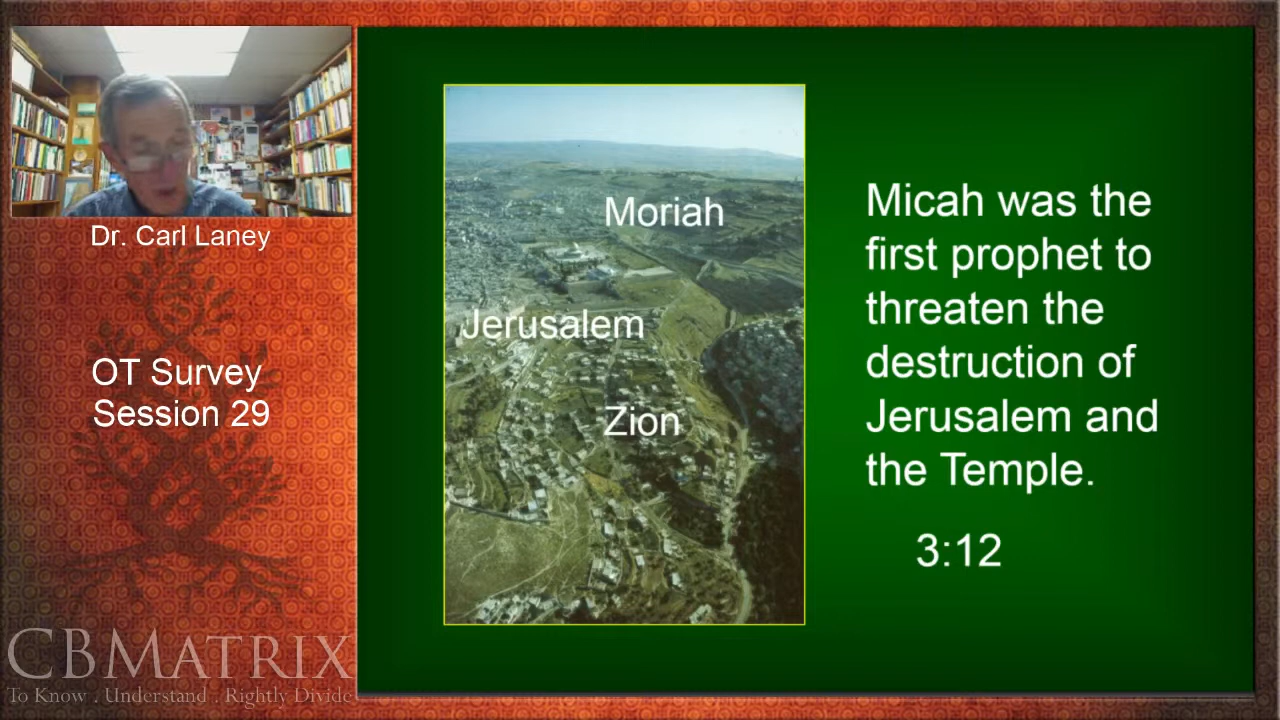 Dr. Carl Laney
OT Survey
Session 29
CBMATRIX
To Know . Understand . Rightly Divide
Moriah
Jerusalem
Zion
Micah was the
first prophet to
threaten the
destruction of
Jerusalem and
the Temple.
3:12